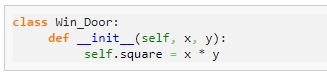 class Win_Door:
    def __init__(self, x, y):
        self.square = x * y